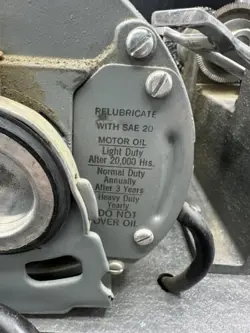 RELUBRICATE
WITH SAE 20
MOTOR OIL
Light Duty
After 20,000 Hrs.
Normal Duty
Annually
After 3 Years
Heavy Duty
Yearly
DO NOT
OVER OIL